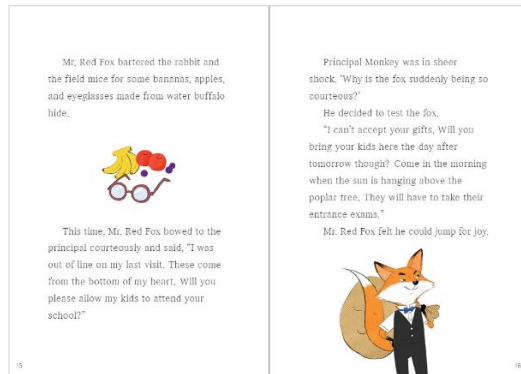 Mr. Red Fox bartered the rabbit and
the field mice for some bananas, apples,
and eyeglasses made from water buffalo
hide.
This time, Mr. Red Fox bowed to the
principal courteously and said, "I was
out of line on my last visit. These come
from the bottom of my heart. Will you
please allow my kids to attend your
school?"
15
Principal Monkey was in sheer
shock. 'Why is the fox suddenly being so
courteous?'
He decided to test the fox.
"I can't accept your gifts. Will you
bring your kids here the day after
tomorrow though? Come in the morning
when the sun is hanging above the
poplar tree. They will have to take their
entrance exams."
Mr. Red Fox felt he could jump for joy.
16